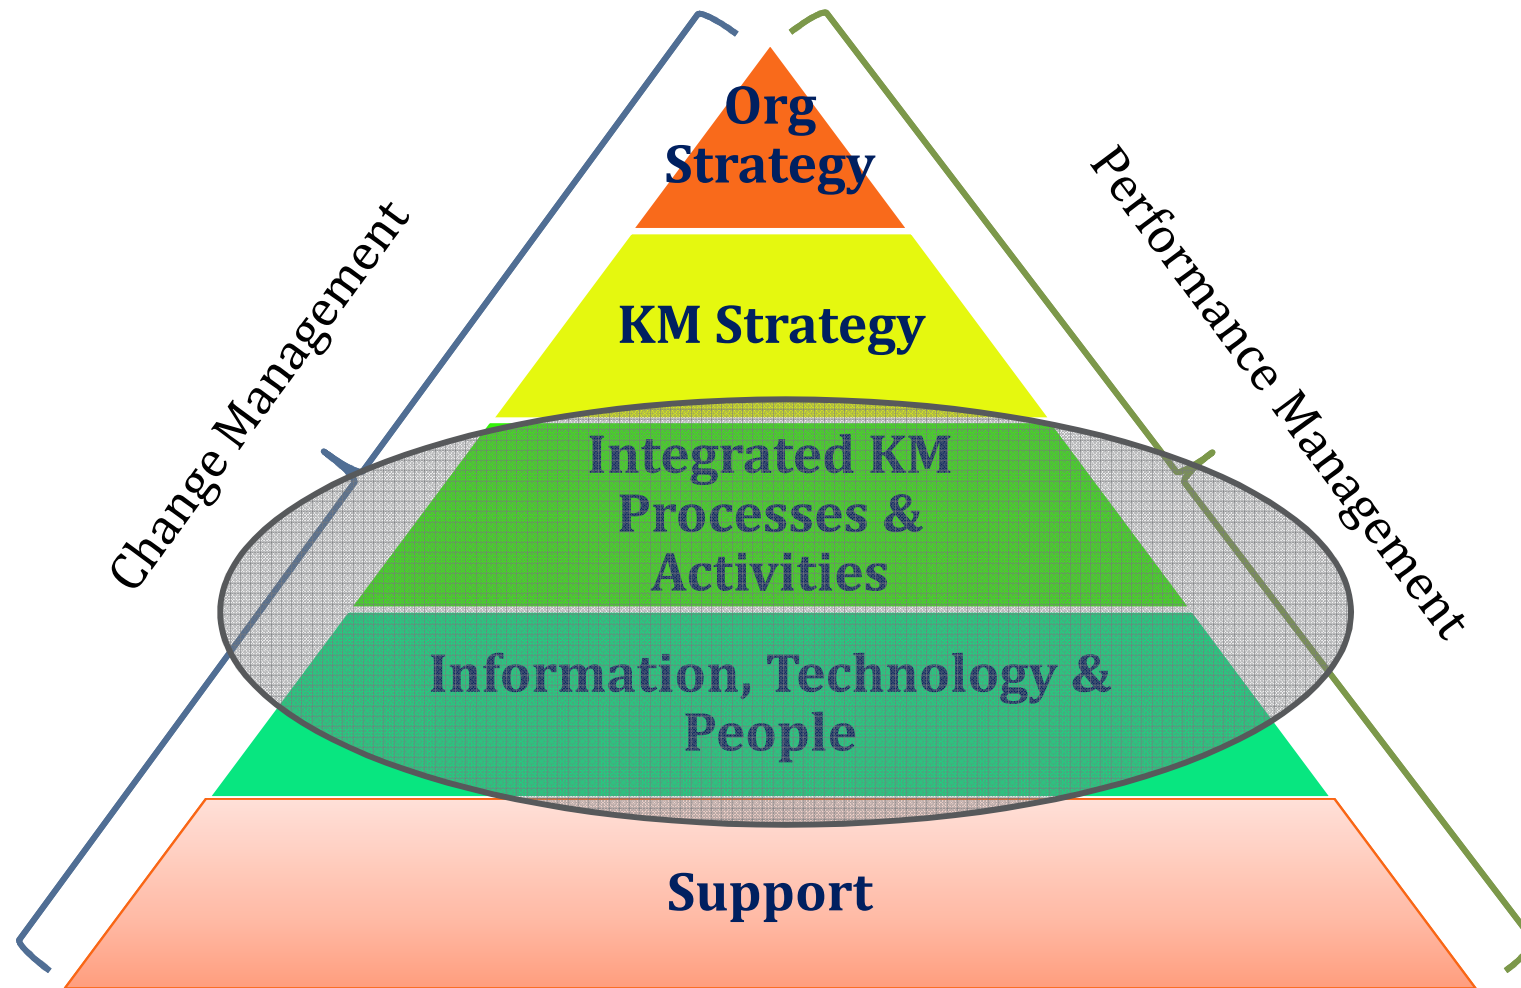 Org
Strategy
KM Strategy
Integrated KM
Processes &
Activities
Information, Technology &
People
Support
Change Management
Performance Management